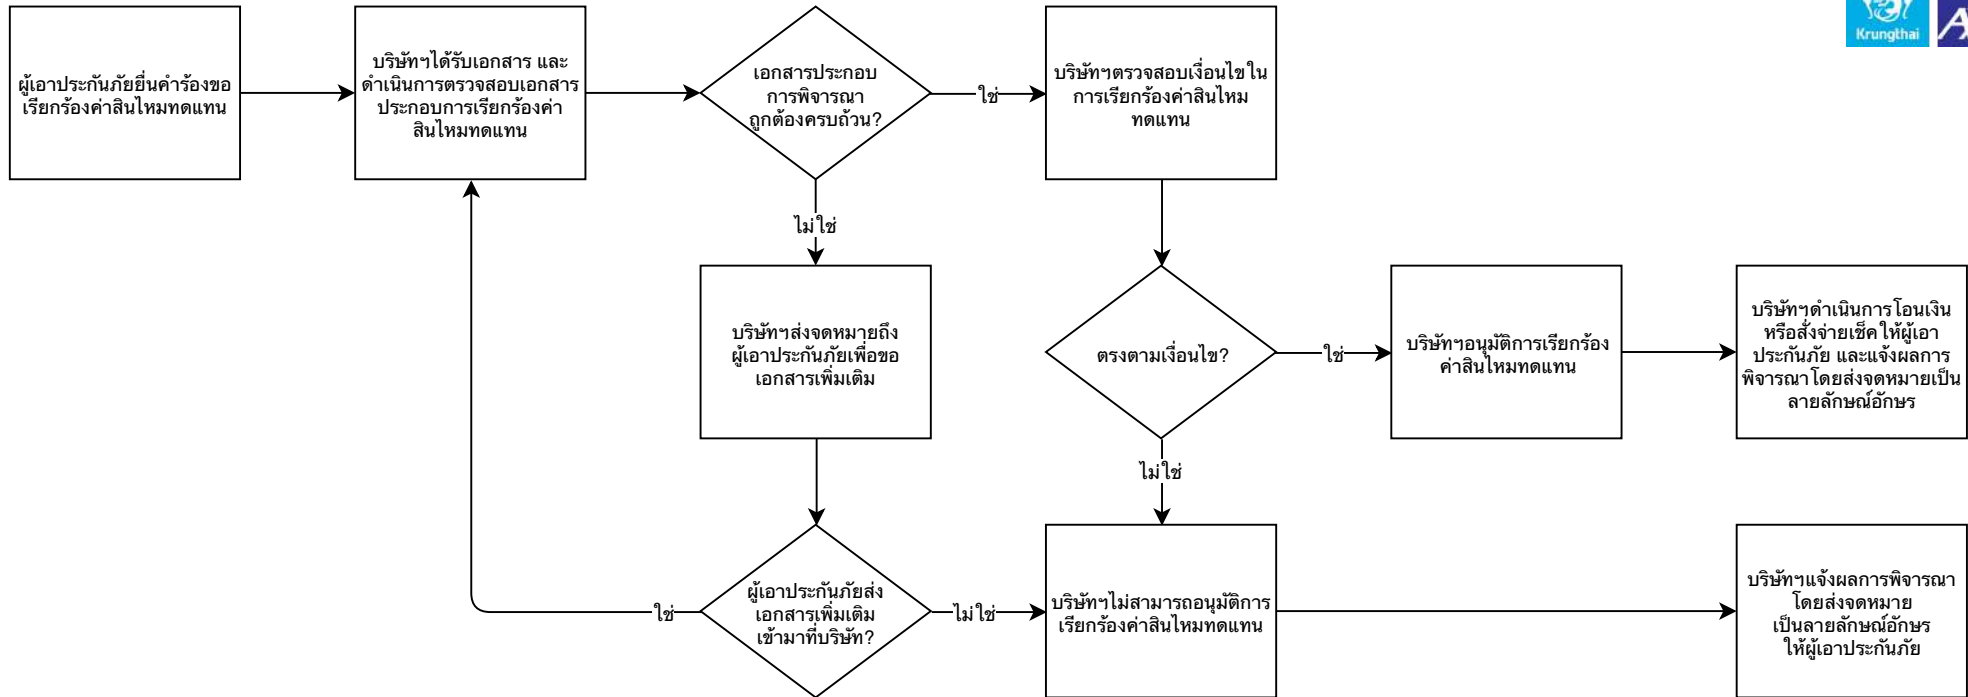 ผู้เอาประกันภัยยื่นคำร้องขอ
เรียกร้องค่าสินไหมทดแทน
บริษัทฯได้รับเอกสาร และ
ดำเนินการตรวจสอบเอกสาร
ประกอบการเรียกร้องค่า
สินไหมทดแทน
เอกสารประกอบ
การพิจารณา
ถูกต้องครบถ้วน?
ใช่
บริษัทฯตรวจสอบเงื่อนไขใน
การเรียกร้องค่าสินไหม
ทดแทน
Krungthai
ไม่ใช่
บริษัทฯส่งจดหมายถึง
ผู้เอาประกันภัยเพื่อขอ
เอกสารเพิ่มเติม
ตรงตามเงื่อนไข?
ใช่
บริษัทฯอนุมัติการเรียกร้อง
ค่าสินไหมทดแทน
บริษัทฯดำเนินการโอนเงิน
หรือสั่งจ่ายเช็คให้ผู้เอา
ประกันภัย และแจ้งผลการ
พิจารณาโดยส่งจดหมายเป็น
ลายลักษณ์อักษร
ไม่ใช่
ใช่
ผู้เอาประกันภัยส่ง
เอกสารเพิ่มเติม
เข้ามาที่บริษัท?
ไม่ใช่
บริษัทฯไม่สามารถอนุมัติการ
เรียกร้องค่าสินไหมทดแทน
บริษัทฯแจ้งผลการพิจารณา
โดยส่งจดหมาย
เป็นลายลักษณ์อักษร
ให้ผู้เอาประกันภัย